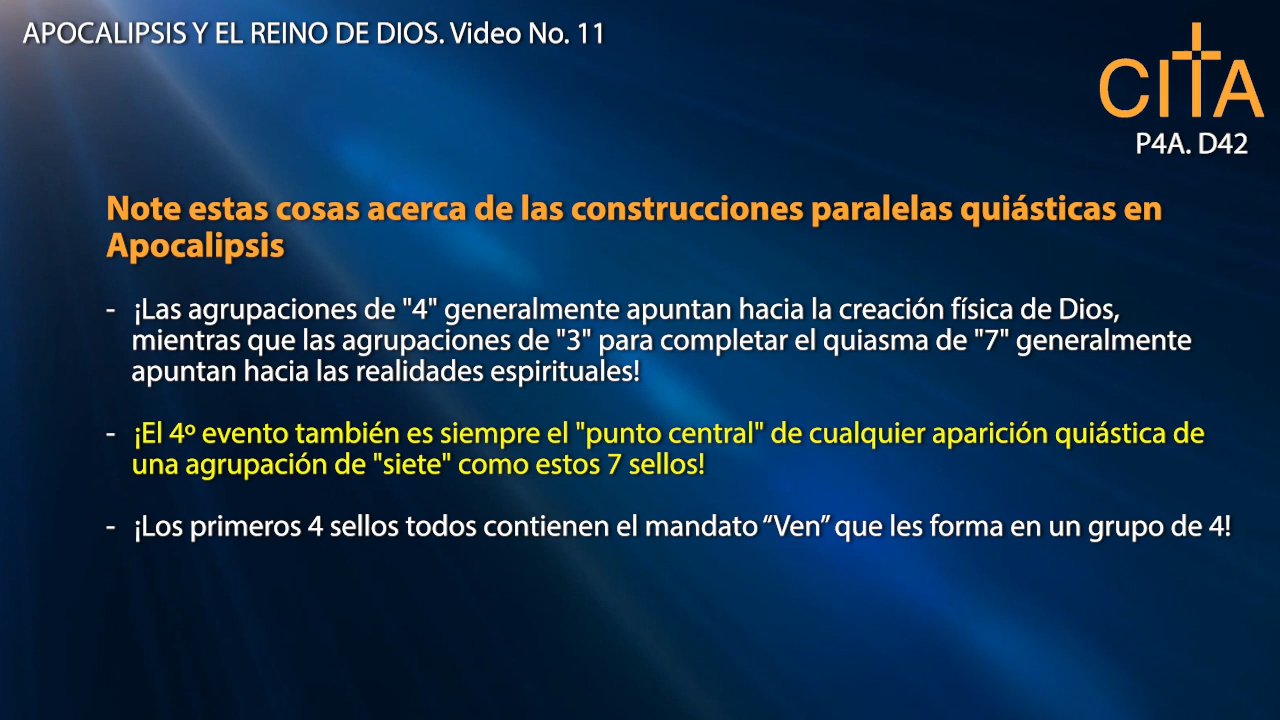 APOCALIPSIS Y EL REINO DE DIOS. Video No. 11
CITA
P4A. D42
Note estas cosas acerca de las construcciones paralelas quiásticas en
Apocalipsis
- ¡Las agrupaciones de "4" generalmente apuntan hacia la creación física de Dios,
mientras que las agrupaciones de "3" para completar el quiasma de "7" generalmente
apuntan hacia las realidades espirituales!
- ¡El 4º evento también es siempre el "punto central" de cualquier aparición quiástica de
una agrupación de "siete" como estos 7 sellos!
- ¡Los primeros 4 sellos todos contienen el mandato “Ven” que les forma en un grupo de 4!